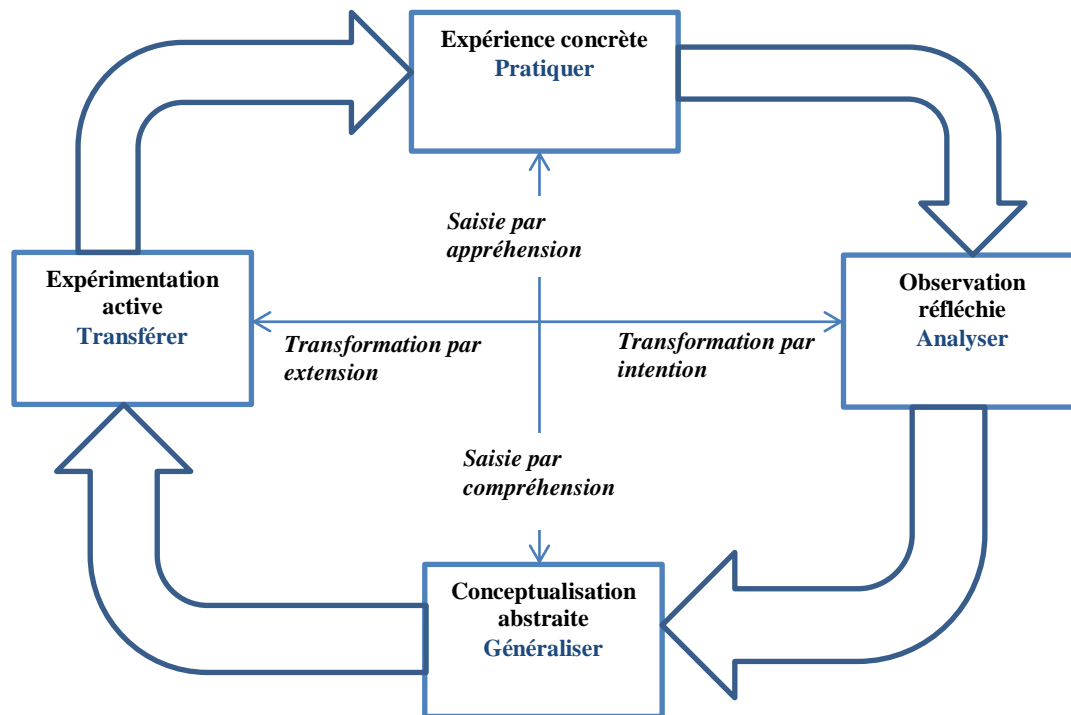 Expérience concrète
Pratiquer
Saisie par
appréhension
Expérimentation
active
Transférer
Observation
réfléchie
Analyser
Transformation par
extension
Transformation par
intention
Saisie par
compréhension
Conceptualisation
abstraite
Généraliser